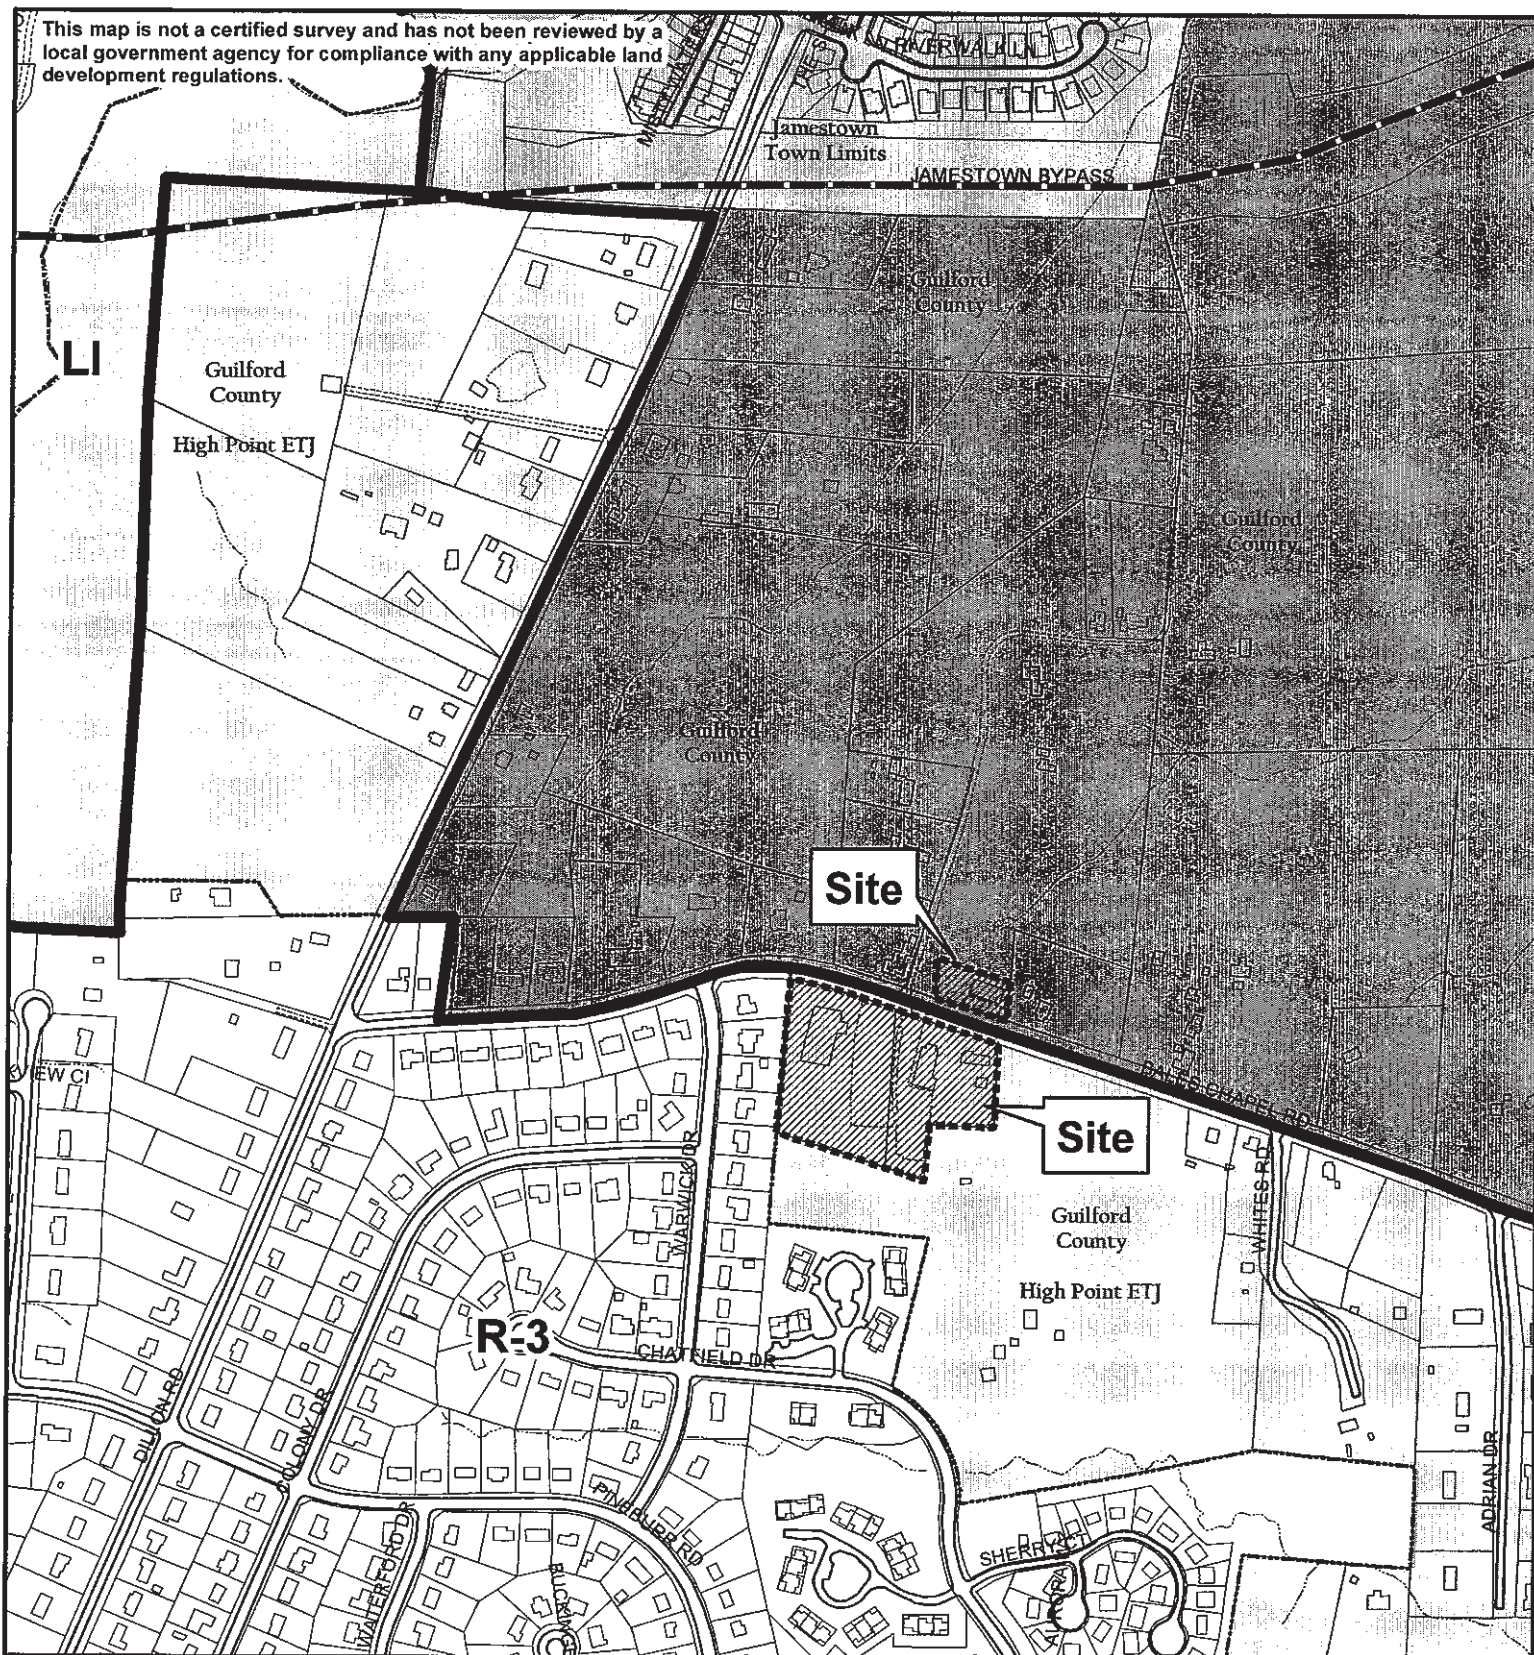 This map is not a certified survey and has not been reviewed by a
local government agency for compliance with any applicable land
development regulations.
RIVERWALK LN
Jamestown
Town Limits
JAMESTOWN BYPASS
Guilford
County
LI
Guilford
County
High Point ETJ
Guilford
County
Guilford
County
Site
Site
WARWICK DR
WHITES RD
Guilford
County
High Point ETJ
R-3
CHATFIELD DR
DILLON RD
COLONY DR
PINEBURR RD
WATERFORD DR
ADRIAN DR
SHERRY CT